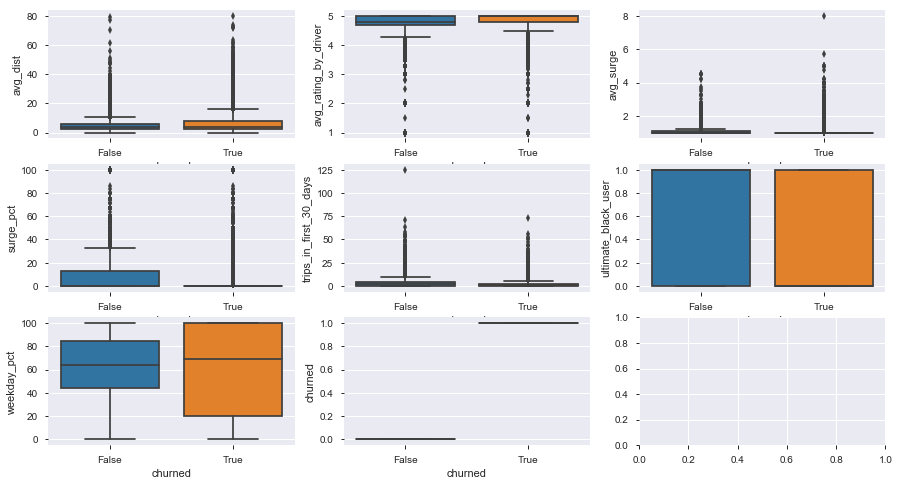 avg_dist
80
60
40
20
0
False
True
avg_rating_by_driver
5
4
3
2
1
False
True
avg_surge
8
6
4
2
False
True
surge_pct
100
80
60
40
20
0
False
True
trips_in_first_30_days
125
100
75
50
25
0
False
True
ultimate_black_user
1.0
0.8
0.6
0.4
0.2
0.0
False
True
weekday_pct
100
80
60
40
20
0
False
True
churned
churned
1.0
0.8
0.6
0.4
0.2
0.0
False
True
churned
1.0
0.8
0.6
0.4
0.2
0.0
0.0
0.2
0.4
0.6
0.8
1.0